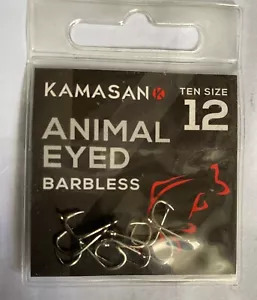 KAMASAN K
TEN SIZE
12
ANIMAL
EYED
BARBLESS